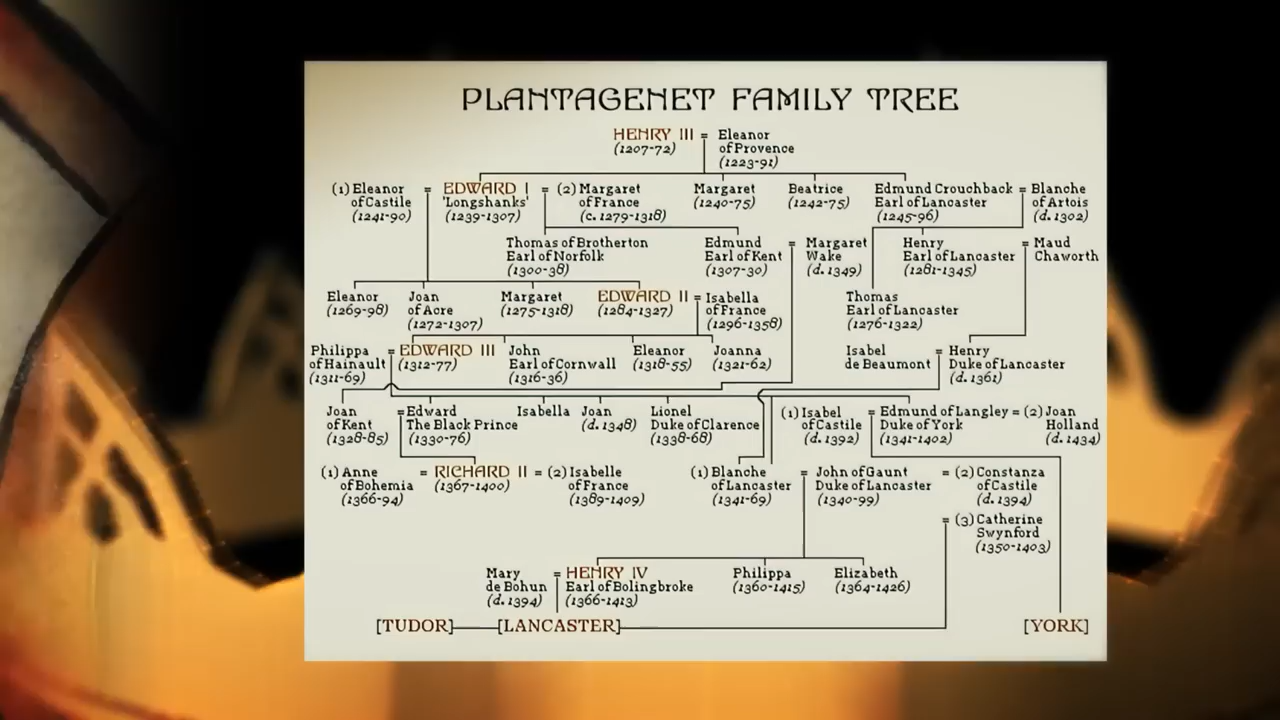 PLANTAGENET FAMILY TREE
HENRY III = Eleanor
(1207-72) of Provence
(1223-91)
(1) Eleanor = EDWARD I = (2) Margaret Margaret Beatrice Edmund Crouchback = Blanche
of Castile 'Longshanks' of France (1240-75) (1242-75) Earl of Lancaster of Artois
(1241-90) (1239-1307) (c. 1279-1318) (1245-96) (d. 1302)
Thomas of Brotherton Edmund = Margaret Henry = Maud
Earl of Norfolk Earl of Kent Wake Earl of Lancaster Chaworth
(1300-38) (1307-30) (d. 1349) (1281-1345)
Eleanor Joan Margaret EDWARD II = Isabella Thomas
(1269-98) of Acre (1275-1318) (1284-1327) of France Earl of Lancaster
(1272-1307) (1296-1358) (1276-1322)
Philippa = EDWARD III John Eleanor Joanna Isabel = Henry
of Hainault (1312-77) Earl of Cornwall (1318-55) (1321-62) de Beaumont Duke of Lancaster
(1311-69) (1316-36) (d. 1361)
Joan = Edward Isabella Joan Lionel (1) Isabel = Edmund of Langley = (2) Joan
of Kent The Black Prince (d. 1348) Duke of Clarence of Castile Duke of York Holland
(1328-85) (1330-76) (1338-68) (d. 1392) (1341-1402) (d. 1434)
(1) Anne = RICHARD II = (2) Isabelle (1) Blanche = John of Gaunt = (2) Constanza
of Bohemia (1367-1400) of France of Lancaster Duke of Lancaster of Castile
(1366-94) (1389-1409) (1341-69) (1340-99) (d. 1394)
= (3) Catherine
Swynford
(1350-1403)
Mary = HENRY IV Philippa Elizabeth
de Bohun Earl of Bolingbroke (1360-1415) (1364-1426)
(d. 1394) (1366-1413)
[TUDOR] [LANCASTER] [YORK]